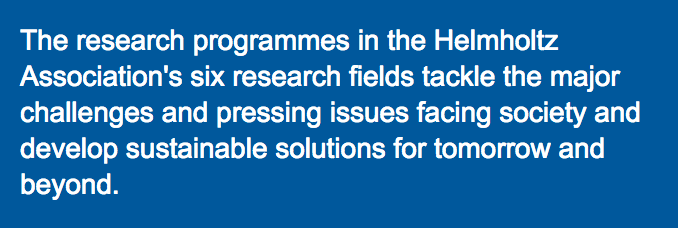 The research programmes in the Helmholtz
Association's six research fields tackle the major
challenges and pressing issues facing society and
develop sustainable solutions for tomorrow and
beyond.